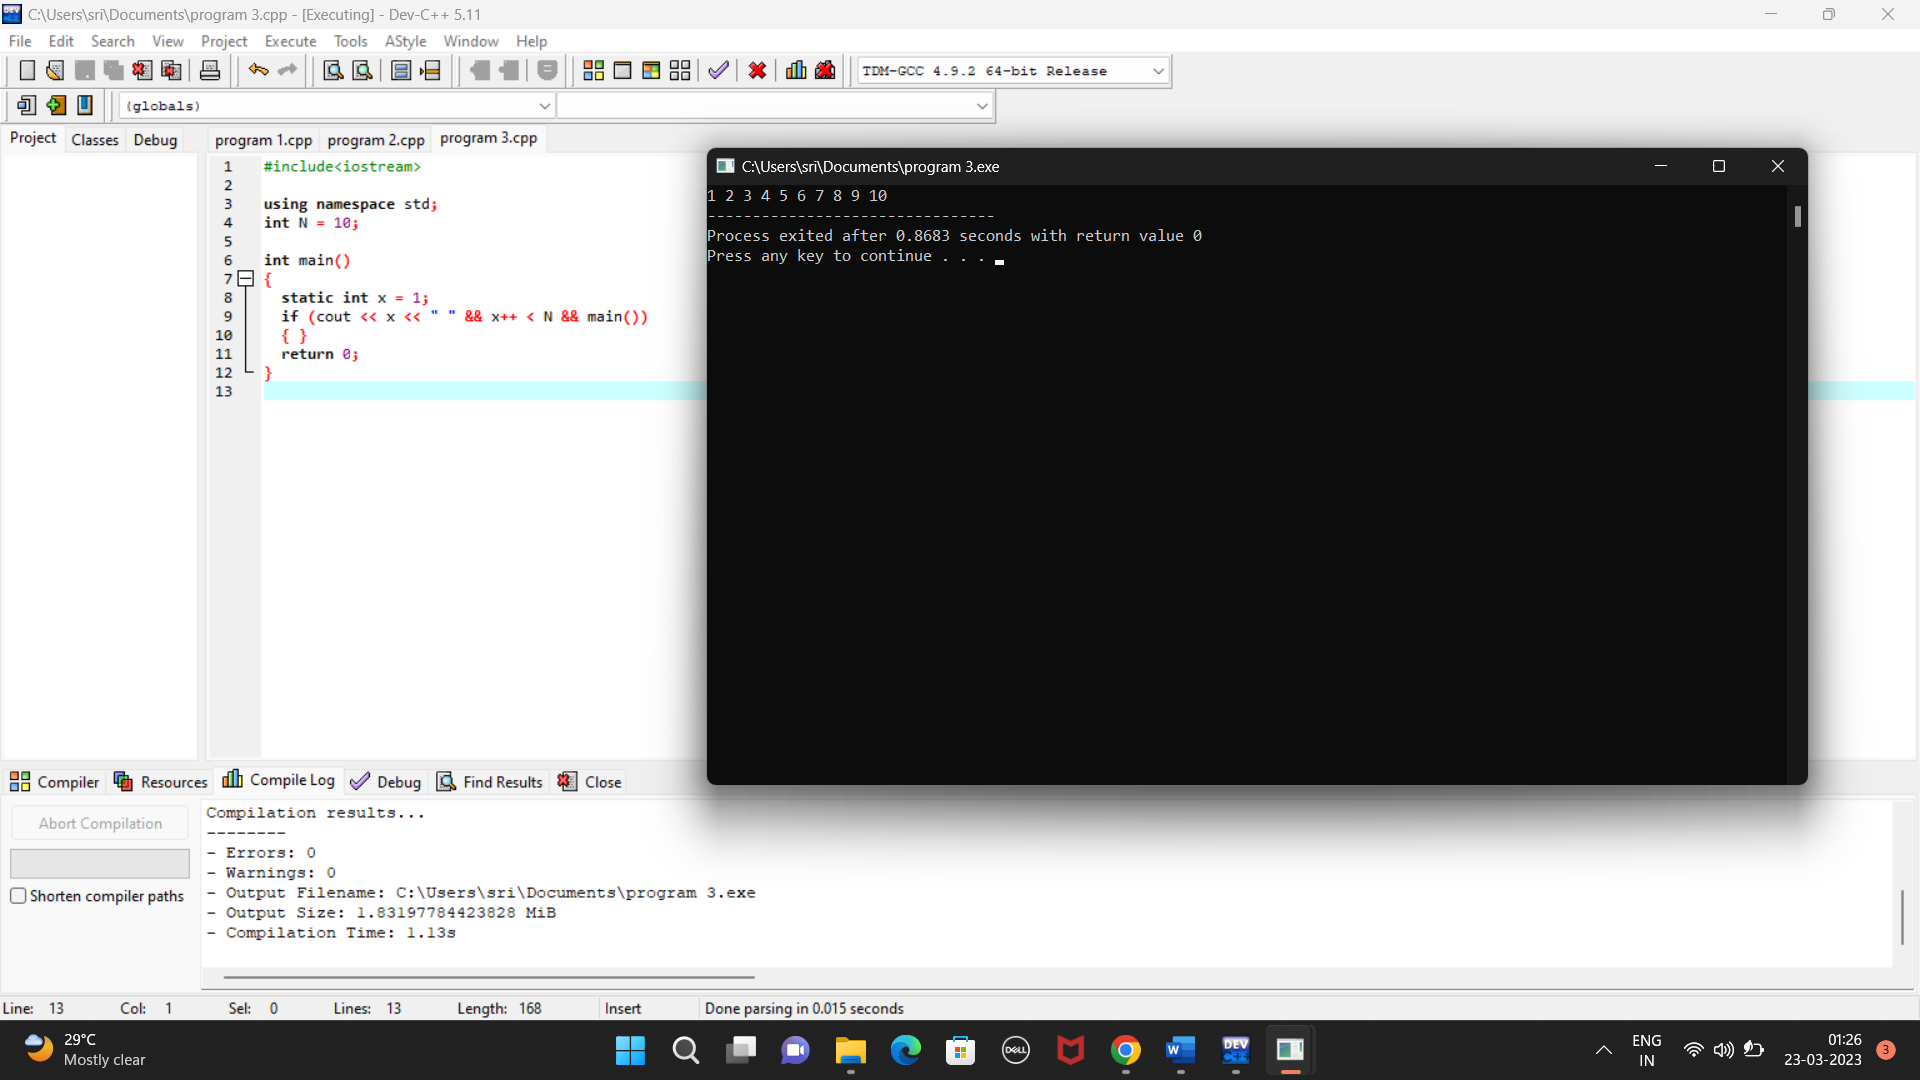 C:\Users\sri\Documents\program 3.cpp - [Executing] - Dev-C++ 5.11
File Edit Search View Project Execute Tools AStyle Window Help
TDM-GCC 4.9.2 64-bit Release
(globals)
Project Classes Debug
program 1.cpp program 2.cpp program 3.cpp
1 #include<iostream>
2
3 using namespace std;
4 int N = 10;
5
6 int main()
7 {
8 static int x = 1;
9 if (cout << x << " " && x++ < N && main())
10 { }
11 return 0;
12 }
13
C:\Users\sri\Documents\program 3.exe
1 2 3 4 5 6 7 8 9 10
--------------------------------
Process exited after 0.8683 seconds with return value 0
Press any key to continue . . .
Compiler Resources Compile Log Debug Find Results Close
Abort Compilation
Shorten compiler paths
Compilation results...
--------
- Errors: 0
- Warnings: 0
- Output Filename: C:\Users\sri\Documents\program 3.exe
- Output Size: 1.83197784423828 MiB
- Compilation Time: 1.13s
Line: 13 Col: 1 Sel: 0 Lines: 13 Length: 168 Insert Done parsing in 0.015 seconds
29°C
Mostly clear
DELL
W
DEV
C++
ENG
IN
01:26
23-03-2023
3